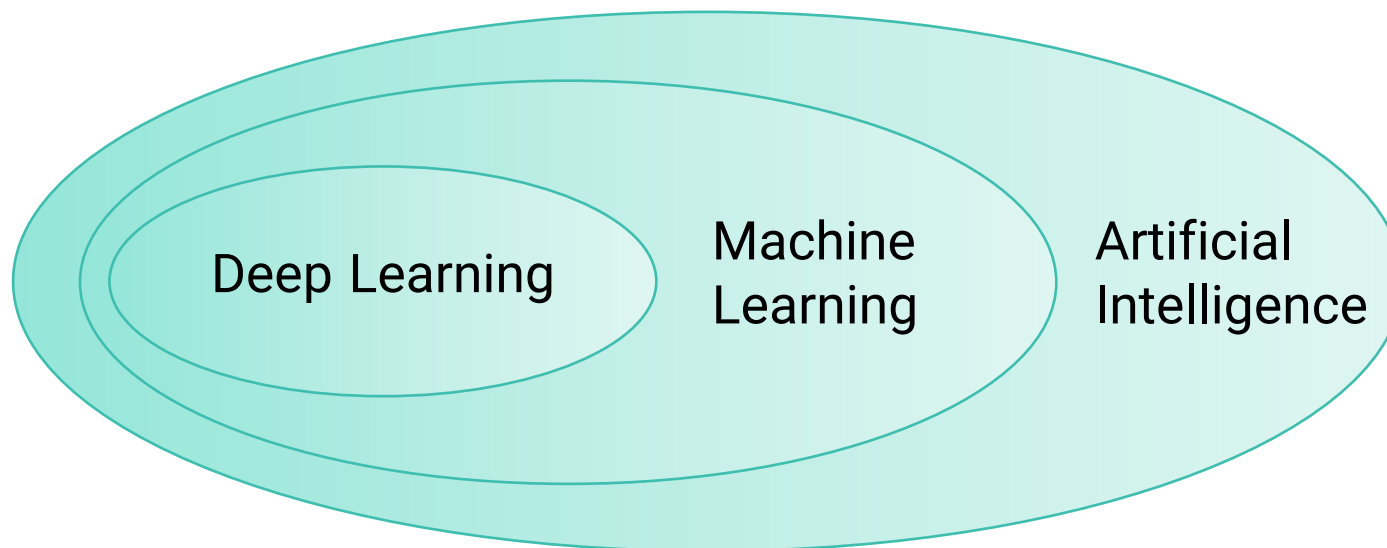 Deep Learning
Machine
Learning
Artificial
Intelligence